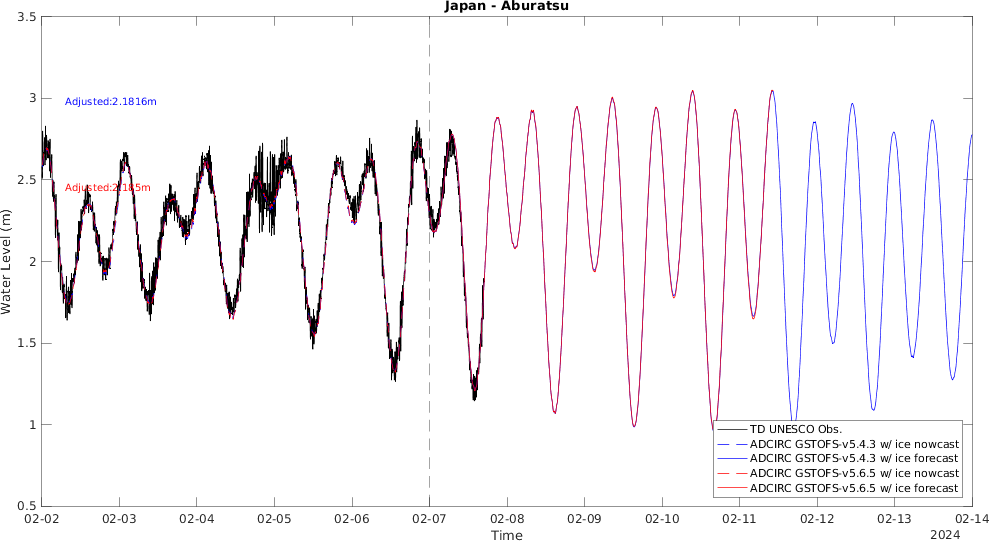 Japan - Aburatsu
3.5
3
2.5
2
1.5
1
0.5
Water Level (m)
Adjusted:2.1816m
Adjusted:2.185m
TD UNESCO Obs.
ADCIRC GSTOFS-v5.4.3 w/ ice nowcast
ADCIRC GSTOFS-v5.4.3 w/ ice forecast
ADCIRC GSTOFS-v5.6.5 w/ ice nowcast
ADCIRC GSTOFS-v5.6.5 w/ ice forecast
02-02 02-03 02-04 02-05 02-06 02-07 02-08 02-09 02-10 02-11 02-12 02-13 02-14
Time
2024